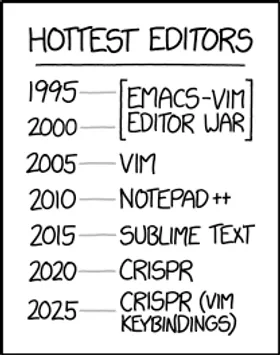 HOTTEST EDITORS
1995 — [EMACS-VIM
2000 — EDITOR WAR]
2005 — VIM
2010 — NOTEPAD++
2015 — SUBLIME TEXT
2020 — CRISPR
2025 — CRISPR (VIM
KEYBINDINGS)